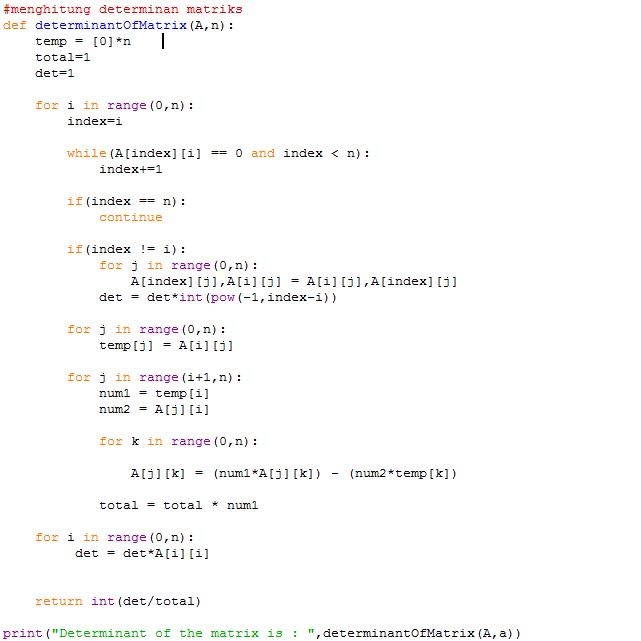 #menghitung determinan matriks
def determinantOfMatrix(A,n):
    temp = [0]*n
    total=1
    det=1
    for i in range(0,n):
        index=i
        while(A[index][i] == 0 and index < n):
            index+=1
        if(index == n):
            continue
        if(index != i):
            for j in range(0,n):
                A[index][j],A[i][j] = A[i][j],A[index][j]
            det = det*int(pow(-1,index-i))
        for j in range(0,n):
            temp[j] = A[i][j]
        for j in range(i+1,n):
            num1 = temp[i]
            num2 = A[j][i]
            for k in range(0,n):
                A[j][k] = (num1*A[j][k]) - (num2*temp[k])
            total = total * num1
    for i in range(0,n):
         det = det*A[i][i]
    return int(det/total)
print("Determinant of the matrix is : ",determinantOfMatrix(A,a))